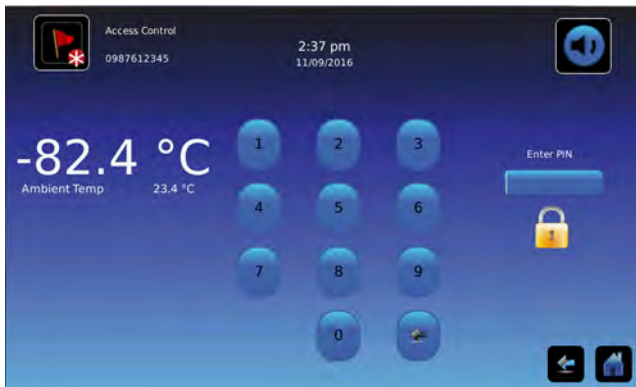 Access Control
0987612345
2:37 pm
11/09/2016
-82.4 °C
Ambient Temp 23.4 °C
1 2 3
4 5 6
7 8 9
0
Enter PIN
1